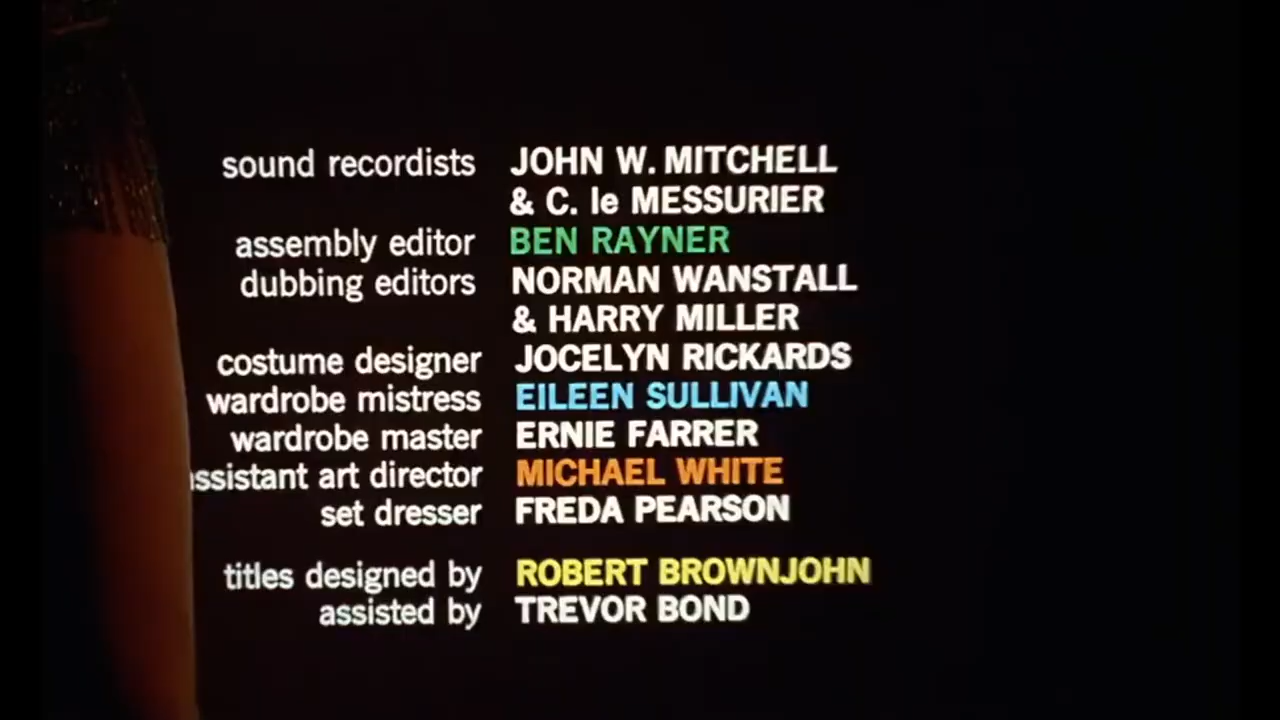 sound recordists JOHN W. MITCHELL
& C. le MESSURIER
assembly editor BEN RAYNER
dubbing editors NORMAN WANSTALL
& HARRY MILLER
costume designer JOCELYN RICKARDS
wardrobe mistress EILEEN SULLIVAN
wardrobe master ERNIE FARRER
ssistant art director MICHAEL WHITE
set dresser FREDA PEARSON
titles designed by ROBERT BROWNJOHN
assisted by TREVOR BOND